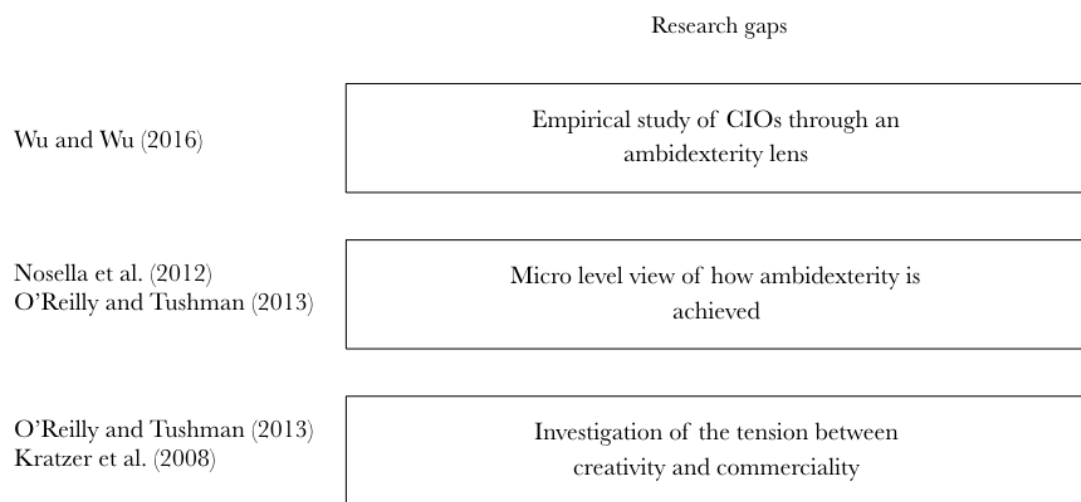 Research gaps
Wu and Wu (2016)
Empirical study of CIOs through an
ambidexterity lens
Nosella et al. (2012)
O'Reilly and Tushman (2013)
Micro level view of how ambidexterity is
achieved
O'Reilly and Tushman (2013)
Kratzer et al. (2008)
Investigation of the tension between
creativity and commerciality